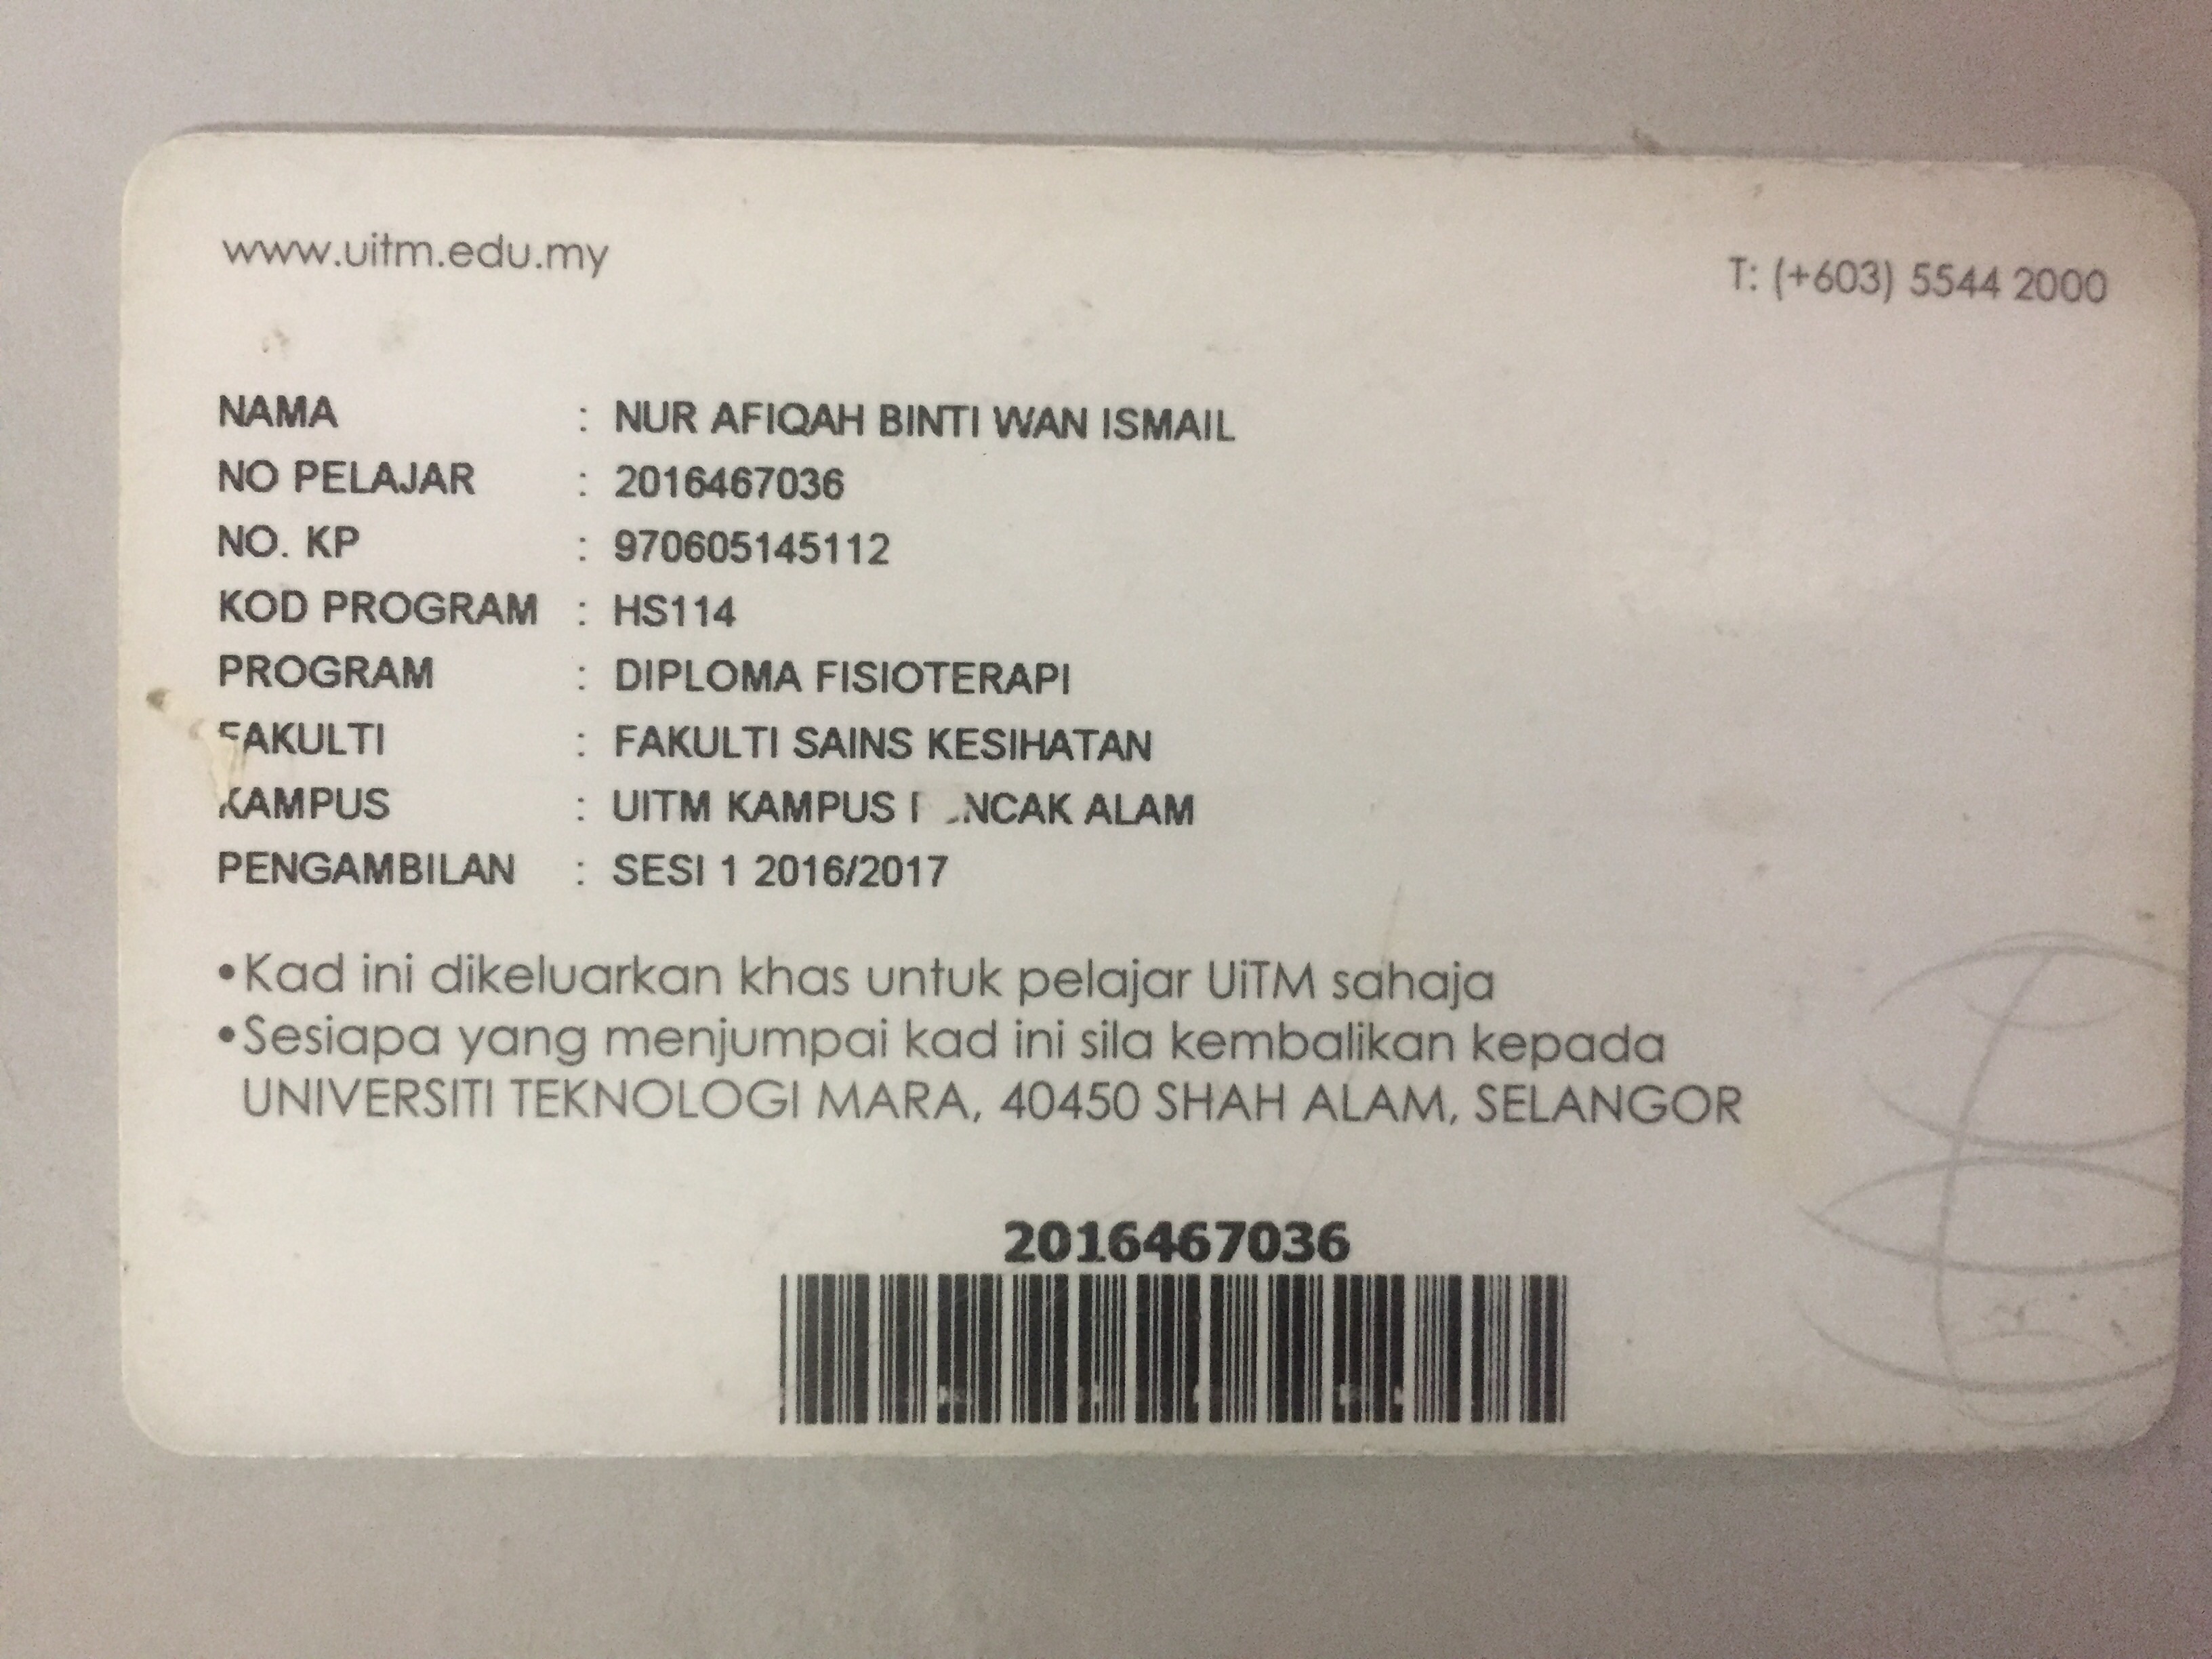 www.uitm.edu.my
T: (+603) 5544 2000
NAMA : NUR AFIQAH BINTI WAN ISMAIL
NO PELAJAR : 2016467036
NO. KP : 970605145112
KOD PROGRAM : HS114
PROGRAM : DIPLOMA FISIOTERAPI
FAKULTI : FAKULTI SAINS KESIHATAN
KAMPUS : UITM KAMPUS ALAM
PENGAMBILAN : SESI 1 2016/2017
•Kad ini dikeluarkan khas untuk pelajar UiTM sahaja
•Sesiapa yang menjumpai kad ini sila kembalikan kepada
UNIVERSITI TEKNOLOGI MARA, 40450 SHAH ALAM, SELANGOR
2016467036